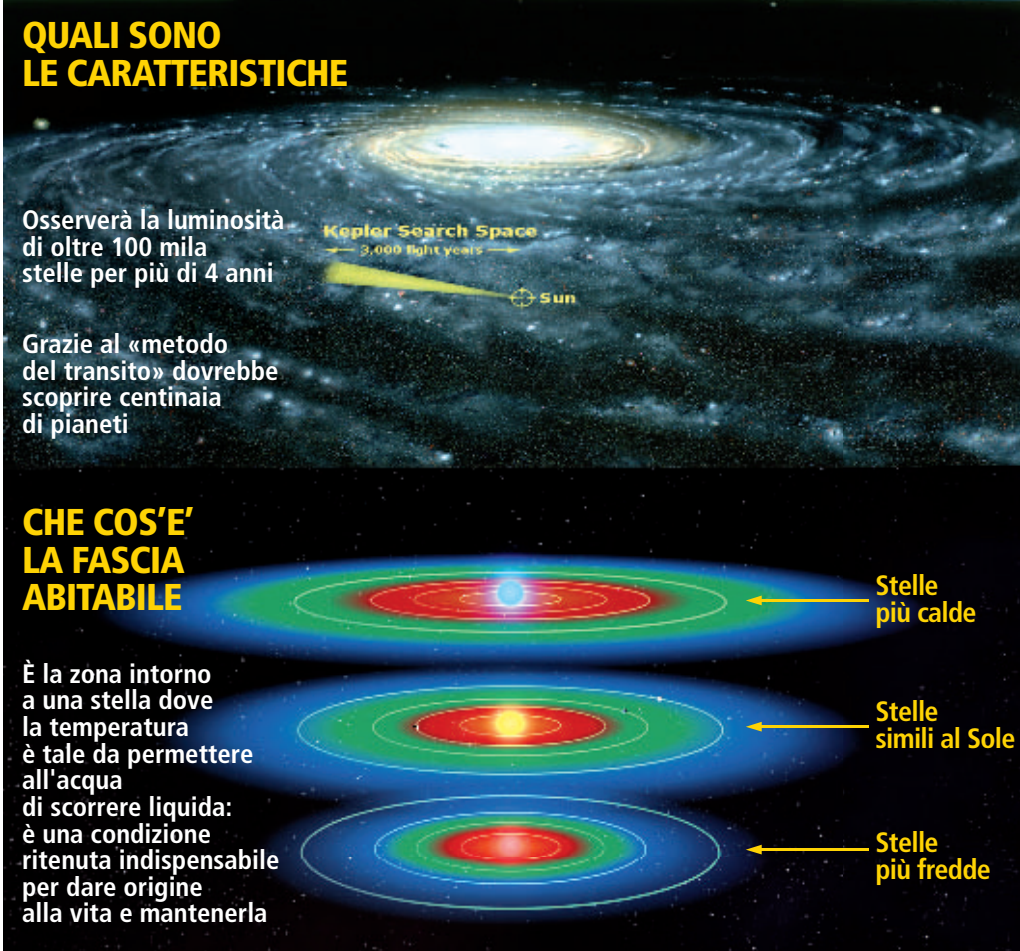 QUALI SONO
LE CARATTERISTICHE
Osserverà la luminosità
di oltre 100 mila
stelle per più di 4 anni
Kepler Search Space
3,000 light years
Sun
Grazie al «metodo
del transito» dovrebbe
scoprire centinaia
di pianeti
CHE COS'E'
LA FASCIA
ABITABILE
È la zona intorno
a una stella dove
la temperatura
è tale da permettere
all'acqua
di scorrere liquida:
è una condizione
ritenuta indispensabile
per dare origine
alla vita e mantenerla
Stelle
più calde
Stelle
simili al Sole
Stelle
più fredde